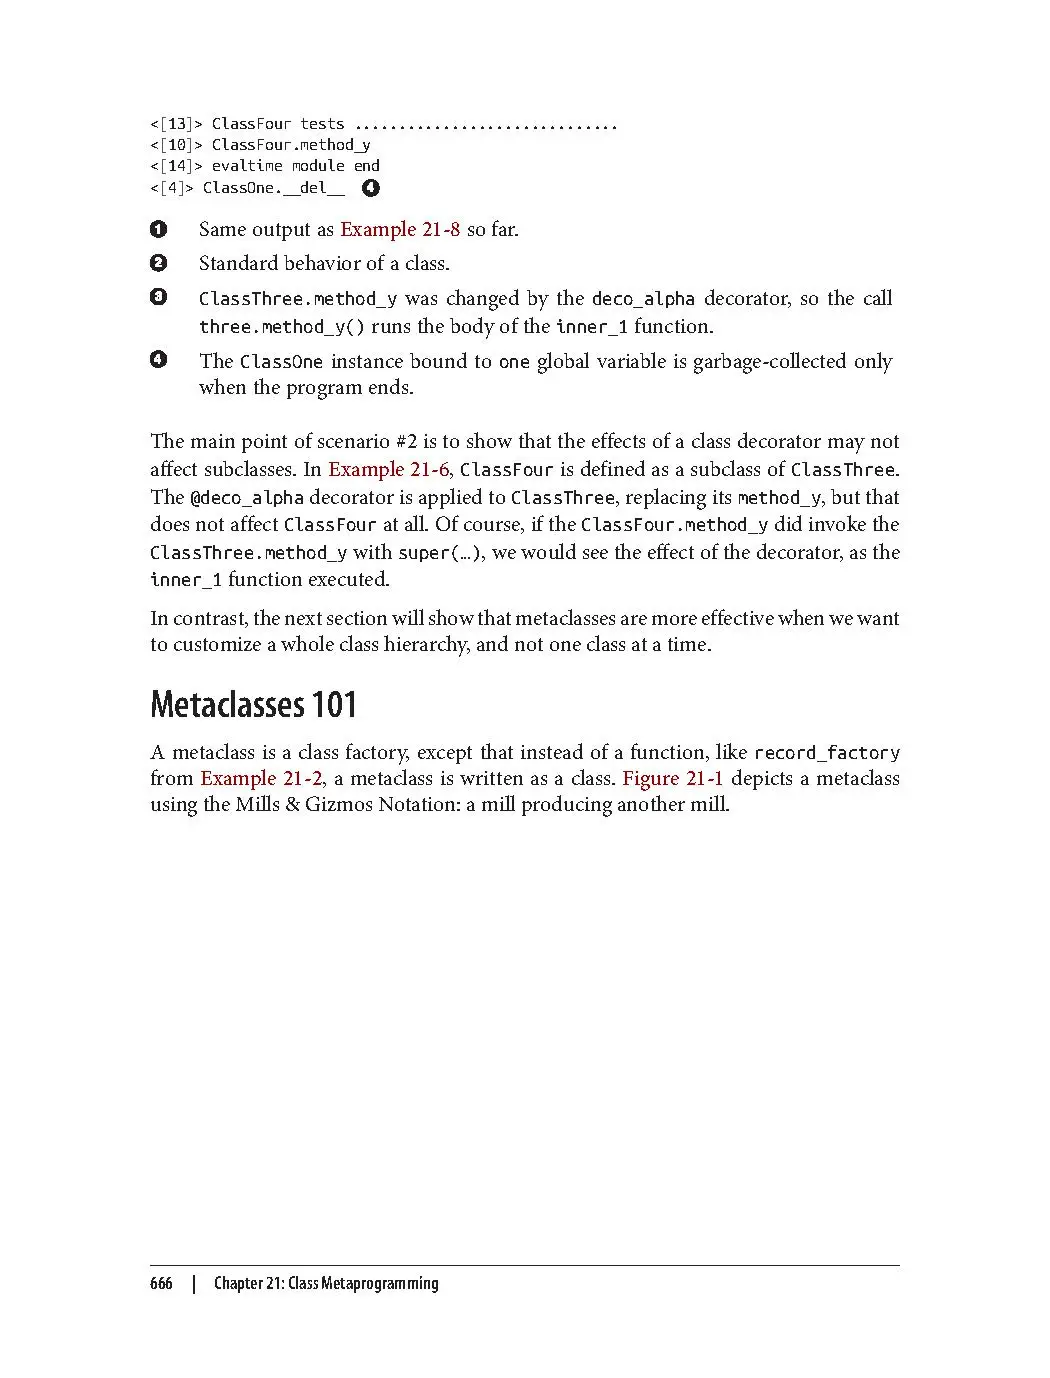 <[13]> ClassFour tests ..............................
<[10]> ClassFour.method_y
<[14]> evaltime module end
<[4]> ClassOne.__del__ ❹
❶ Same output as Example 21-8 so far.
❷ Standard behavior of a class.
❸ ClassThree.method_y was changed by the deco_alpha decorator, so the call
three.method_y() runs the body of the inner_1 function.
❹ The ClassOne instance bound to one global variable is garbage-collected only
when the program ends.
The main point of scenario #2 is to show that the effects of a class decorator may not
affect subclasses. In Example 21-6, ClassFour is defined as a subclass of ClassThree.
The @deco_alpha decorator is applied to ClassThree, replacing its method_y, but that
does not affect ClassFour at all. Of course, if the ClassFour.method_y did invoke the
ClassThree.method_y with super(…), we would see the effect of the decorator, as the
inner_1 function executed.
In contrast, the next section will show that metaclasses are more effective when we want
to customize a whole class hierarchy, and not one class at a time.
Metaclasses 101
A metaclass is a class factory, except that instead of a function, like record_factory
from Example 21-2, a metaclass is written as a class. Figure 21-1 depicts a metaclass
using the Mills & Gizmos Notation: a mill producing another mill.
666 | Chapter 21: Class Metaprogramming